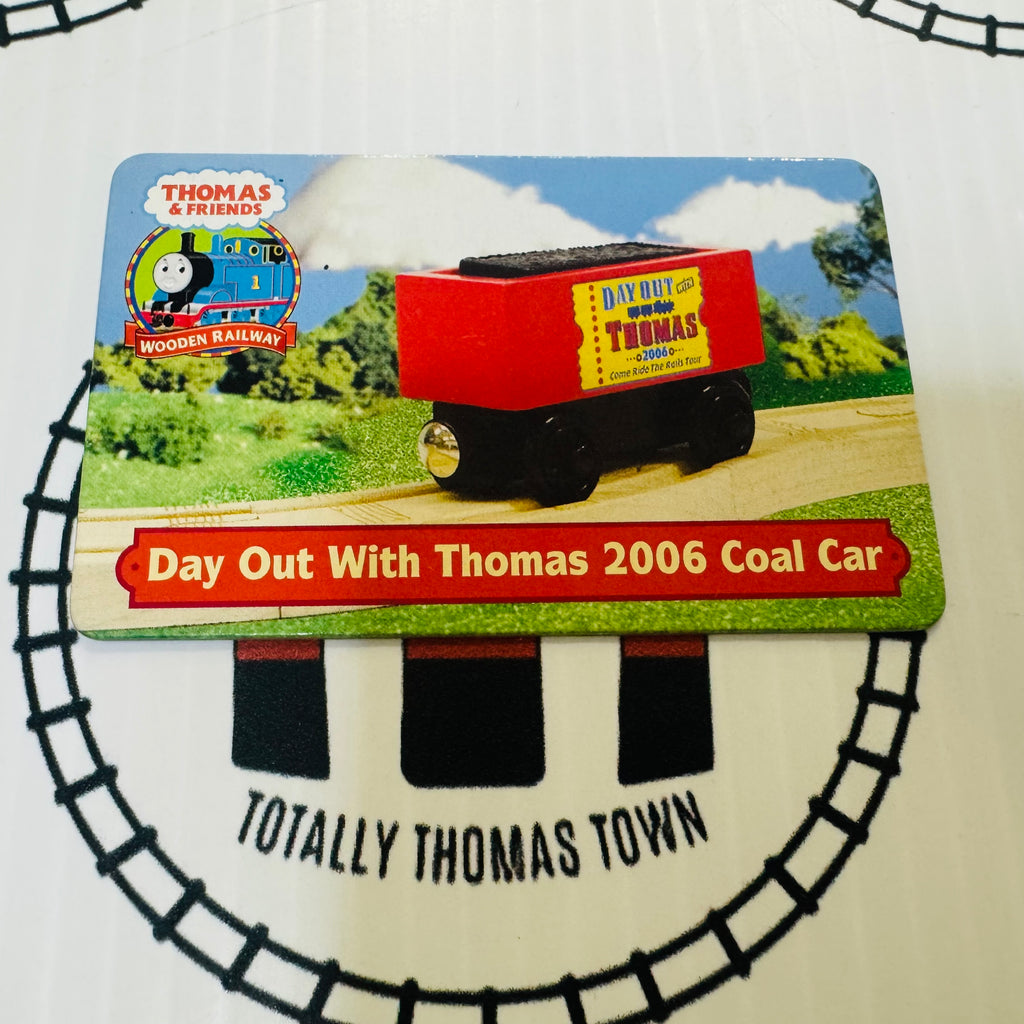 THOMAS
& FRIENDS
1
WOODEN RAILWAY
DAY OUT
THOMAS
2006
Come Ride The Rails Tour
Day Out With Thomas 2006 Coal Car
TOTALLY THOMAS TOWN